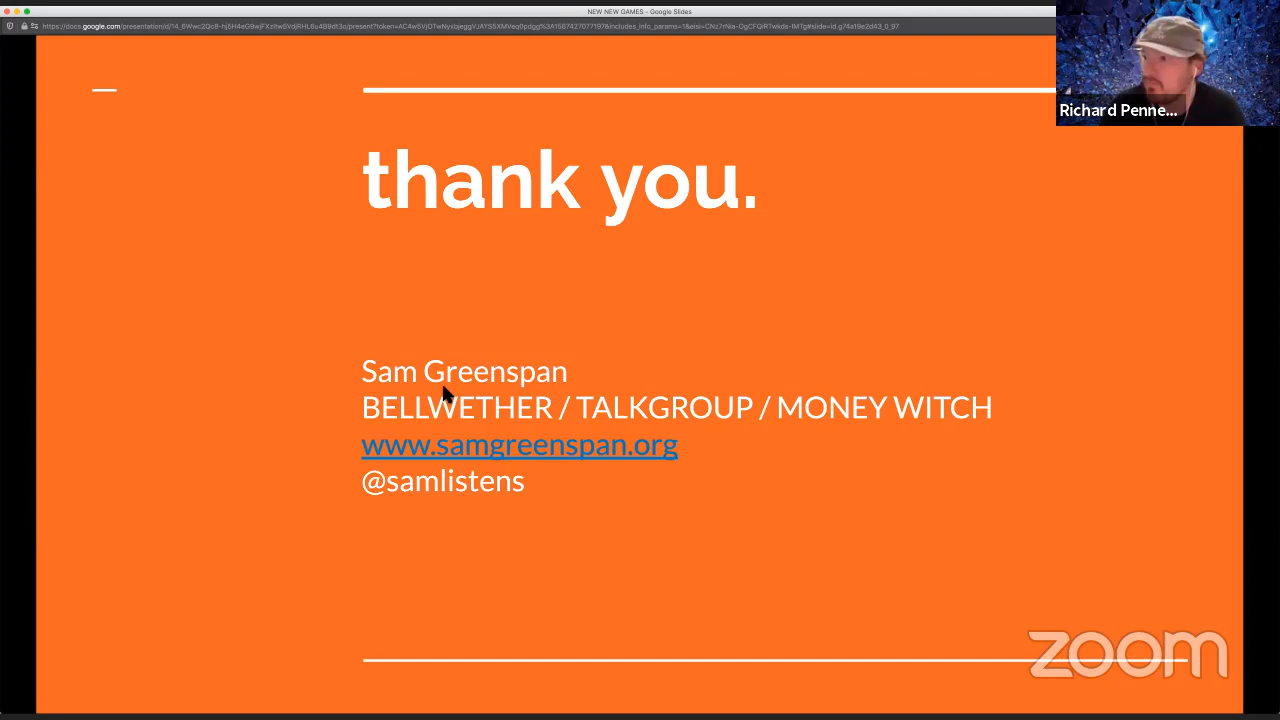 NEW NEW GAMES - Google Slides
Richard Penne...
thank you.
Sam Greenspan
BELLWETHER / TALKGROUP / MONEY WITCH
www.samgreenspan.org
@samlistens
zoom